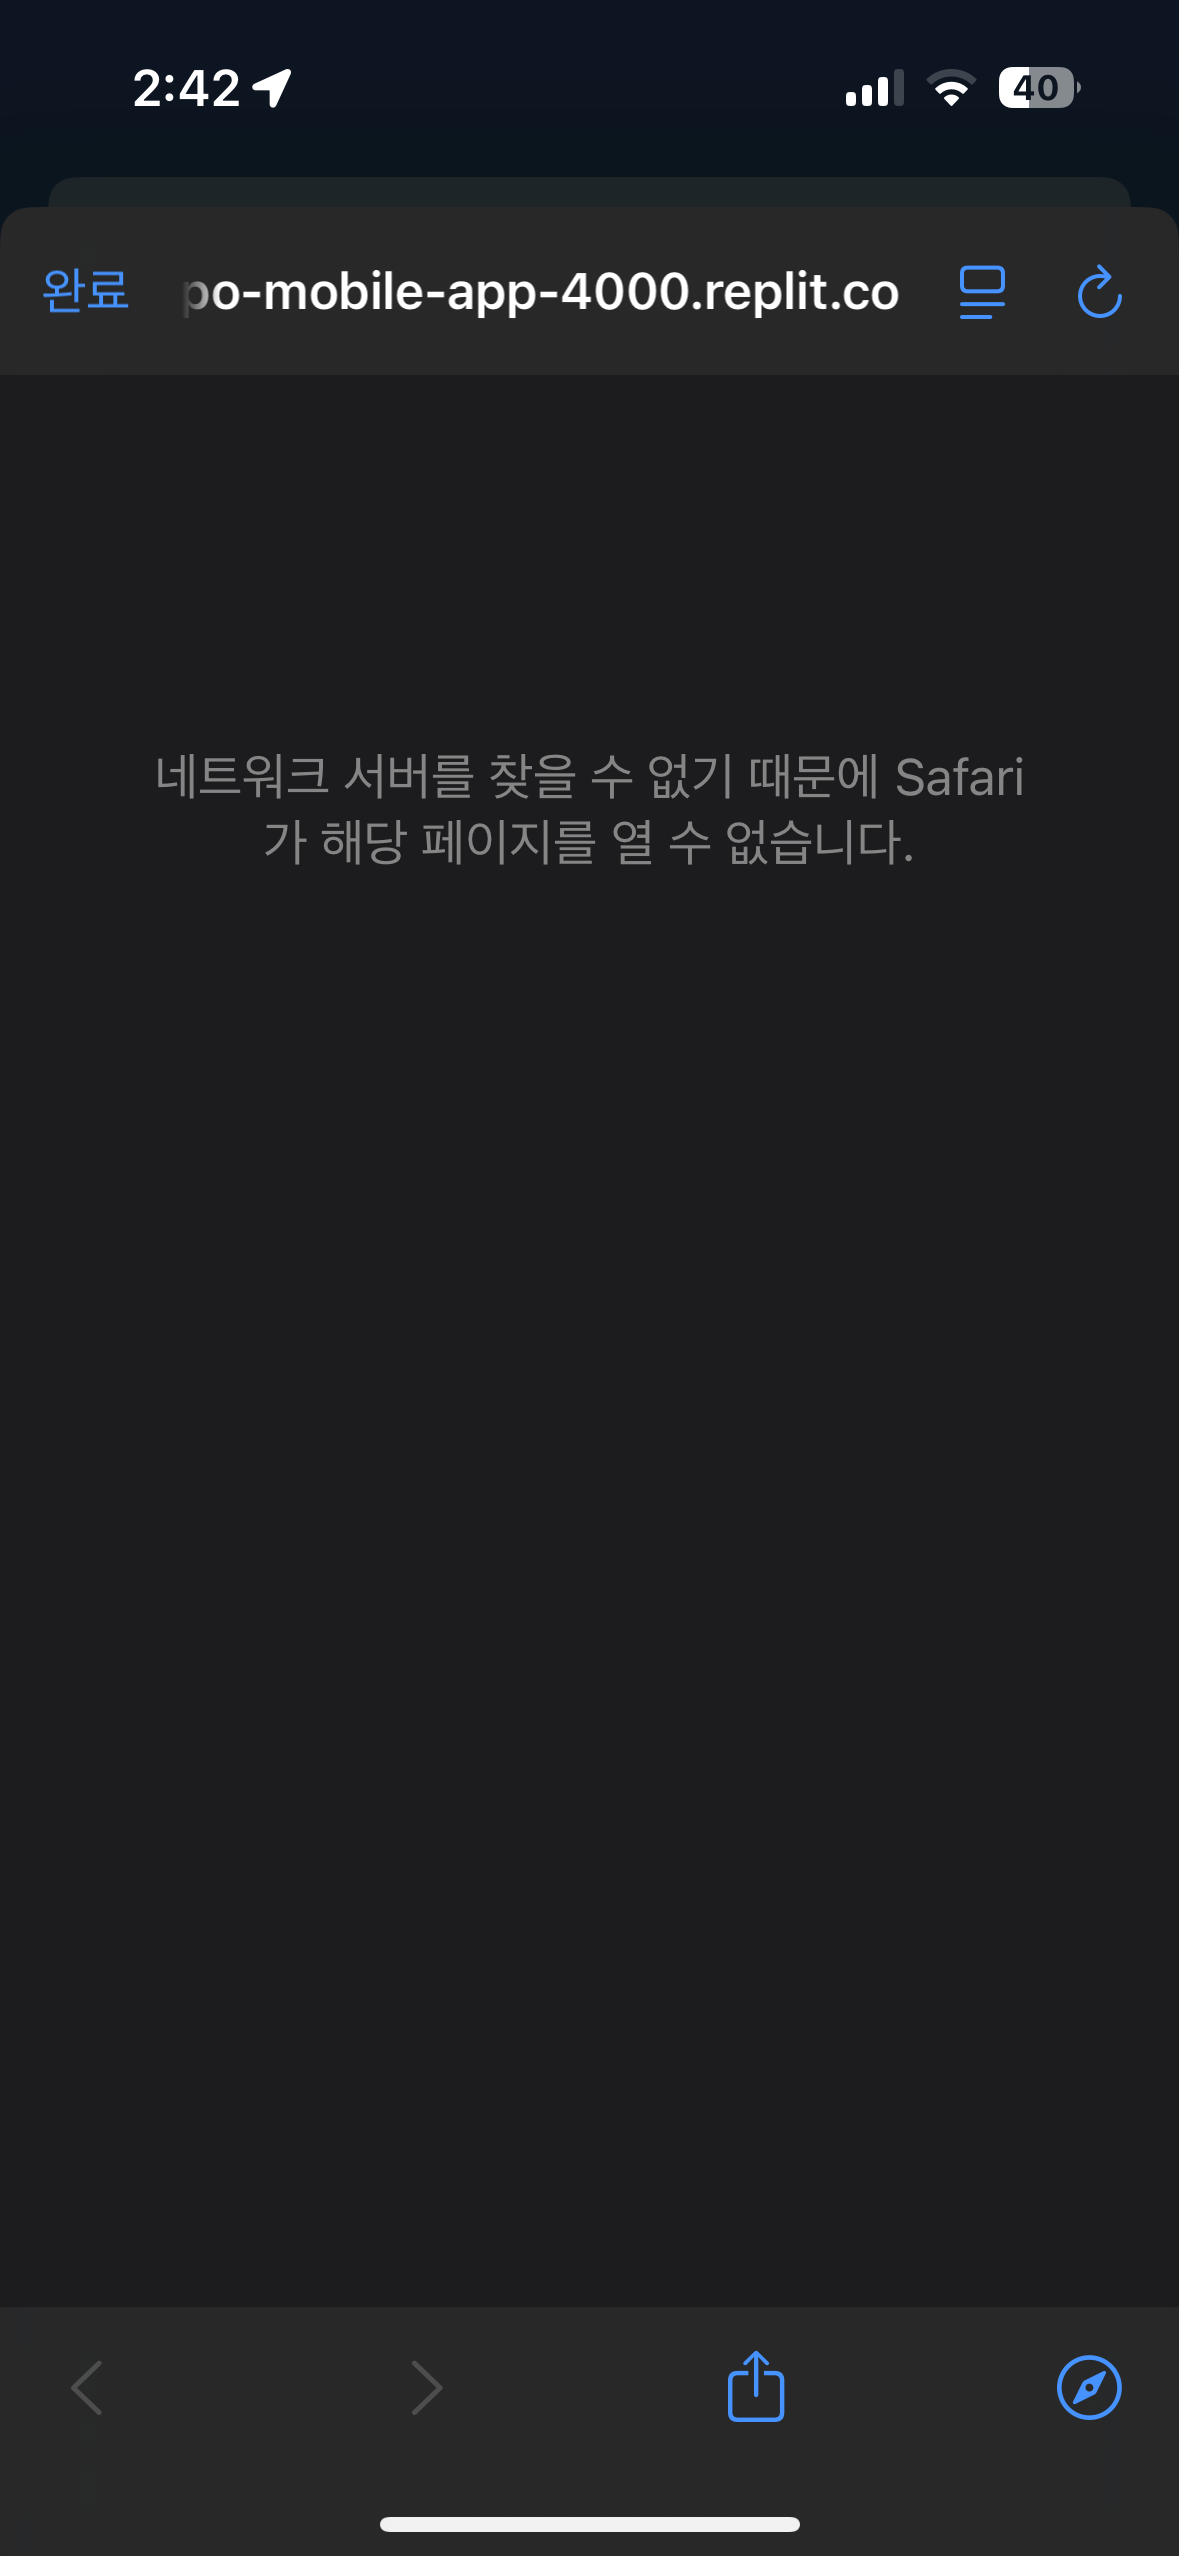 2:42
40
완료
po-mobile-app-4000.replit.co
네트워크 서버를 찾을 수 없기 때문에 Safari
가 해당 페이지를 열 수 없습니다.